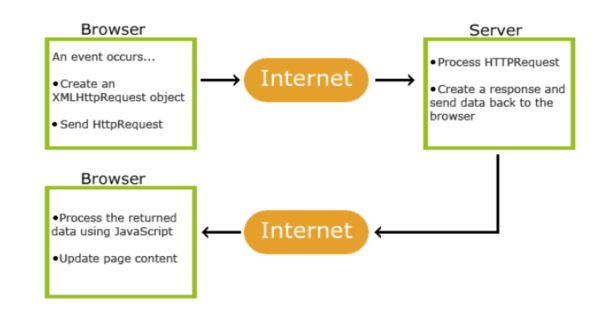 Browser
An event occurs...
•Create an
XMLHttpRequest object
• Send HttpRequest
Internet
Server
•Process HTTPRequest
•Create a response and
send data back to the
browser
Browser
•Process the returned
data using JavaScript
•Update page content
Internet